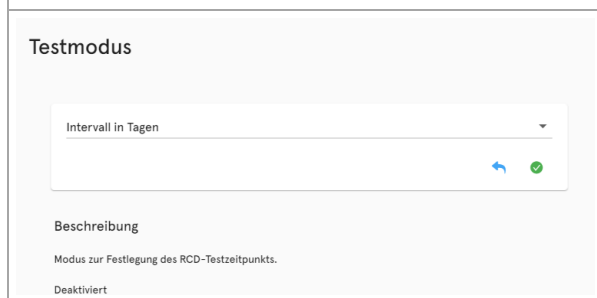 Testmodus
Intervall in Tagen
Beschreibung
Modus zur Festlegung des RCD-Testzeitpunkts.
Deaktiviert